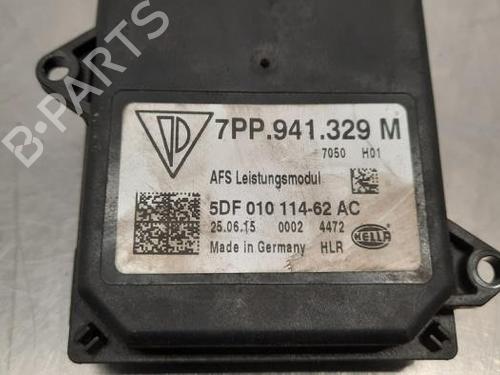 7PP.941.329 M
7050 H01
AFS Leistungsmodul
5DF 010 114-62 AC
25.06.15 0002 4472
Made in Germany HLR
HELLA
B-PARTS